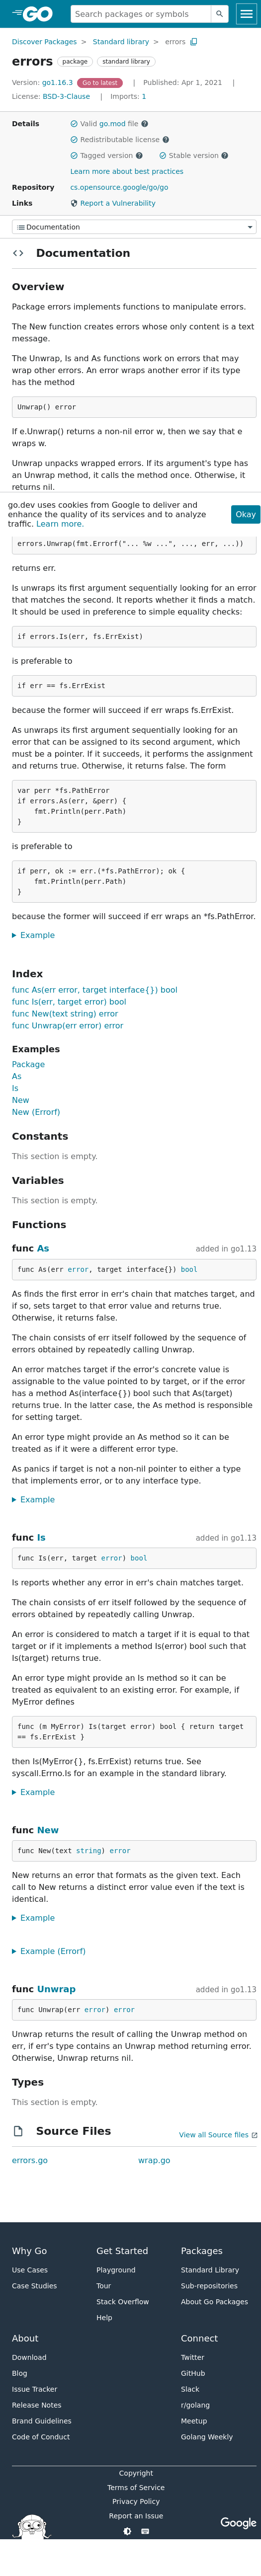 GO
Search packages or symbols
Discover Packages > Standard library > errors
errors package standard library
Version: go1.16.3 Go to latest | Published: Apr 1, 2021 |
License: BSD-3-Clause | Imports: 1
Details
Valid go.mod file
Redistributable license
Tagged version
Stable version
Learn more about best practices
Repository
cs.opensource.google/go/go
Links
Report a Vulnerability
Documentation
Documentation
Overview
Package errors implements functions to manipulate errors.
The New function creates errors whose only content is a text
message.
The Unwrap, Is and As functions work on errors that may
wrap other errors. An error wraps another error if its type
has the method
Unwrap() error
If e.Unwrap() returns a non-nil error w, then we say that e
wraps w.
Unwrap unpacks wrapped errors. If its argument's type has
an Unwrap method, it calls the method once. Otherwise, it
returns nil.
go.dev uses cookies from Google to deliver and
enhance the quality of its services and to analyze
traffic. Learn more.
Okay
errors.Unwrap(fmt.Errorf("... %w ...", ..., err, ...))
returns err.
Is unwraps its first argument sequentially looking for an error
that matches the second. It reports whether it finds a match.
It should be used in preference to simple equality checks:
if errors.Is(err, fs.ErrExist)
is preferable to
if err == fs.ErrExist
because the former will succeed if err wraps fs.ErrExist.
As unwraps its first argument sequentially looking for an
error that can be assigned to its second argument, which
must be a pointer. If it succeeds, it performs the assignment
and returns true. Otherwise, it returns false. The form
var perr *fs.PathError
if errors.As(err, &perr) {
fmt.Println(perr.Path)
}
is preferable to
if perr, ok := err.(*fs.PathError); ok {
fmt.Println(perr.Path)
}
because the former will succeed if err wraps an *fs.PathError.
Example
Index
func As(err error, target interface{}) bool
func Is(err, target error) bool
func New(text string) error
func Unwrap(err error) error
Examples
Package
As
Is
New
New (Errorf)
Constants
This section is empty.
Variables
This section is empty.
Functions
func As added in go1.13
func As(err error, target interface{}) bool
As finds the first error in err's chain that matches target, and
if so, sets target to that error value and returns true.
Otherwise, it returns false.
The chain consists of err itself followed by the sequence of
errors obtained by repeatedly calling Unwrap.
An error matches target if the error's concrete value is
assignable to the value pointed to by target, or if the error
has a method As(interface{}) bool such that As(target)
returns true. In the latter case, the As method is responsible
for setting target.
An error type might provide an As method so it can be
treated as if it were a different error type.
As panics if target is not a non-nil pointer to either a type
that implements error, or to any interface type.
Example
func Is added in go1.13
func Is(err, target error) bool
Is reports whether any error in err's chain matches target.
The chain consists of err itself followed by the sequence of
errors obtained by repeatedly calling Unwrap.
An error is considered to match a target if it is equal to that
target or if it implements a method Is(error) bool such that
Is(target) returns true.
An error type might provide an Is method so it can be
treated as equivalent to an existing error. For example, if
MyError defines
func (m MyError) Is(target error) bool { return target
== fs.ErrExist }
then Is(MyError{}, fs.ErrExist) returns true. See
syscall.Errno.Is for an example in the standard library.
Example
func New
func New(text string) error
New returns an error that formats as the given text. Each
call to New returns a distinct error value even if the text is
identical.
Example
Example (Errorf)
func Unwrap added in go1.13
func Unwrap(err error) error
Unwrap returns the result of calling the Unwrap method on
err, if err's type contains an Unwrap method returning error.
Otherwise, Unwrap returns nil.
Types
This section is empty.
Source Files
View all Source files
errors.go
wrap.go
Why Go
Use Cases
Case Studies
Get Started
Playground
Tour
Stack Overflow
Help
Packages
Standard Library
Sub-repositories
About Go Packages
About
Download
Blog
Issue Tracker
Release Notes
Brand Guidelines
Code of Conduct
Connect
Twitter
GitHub
Slack
r/golang
Meetup
Golang Weekly
Copyright
Terms of Service
Privacy Policy
Report an Issue
Google